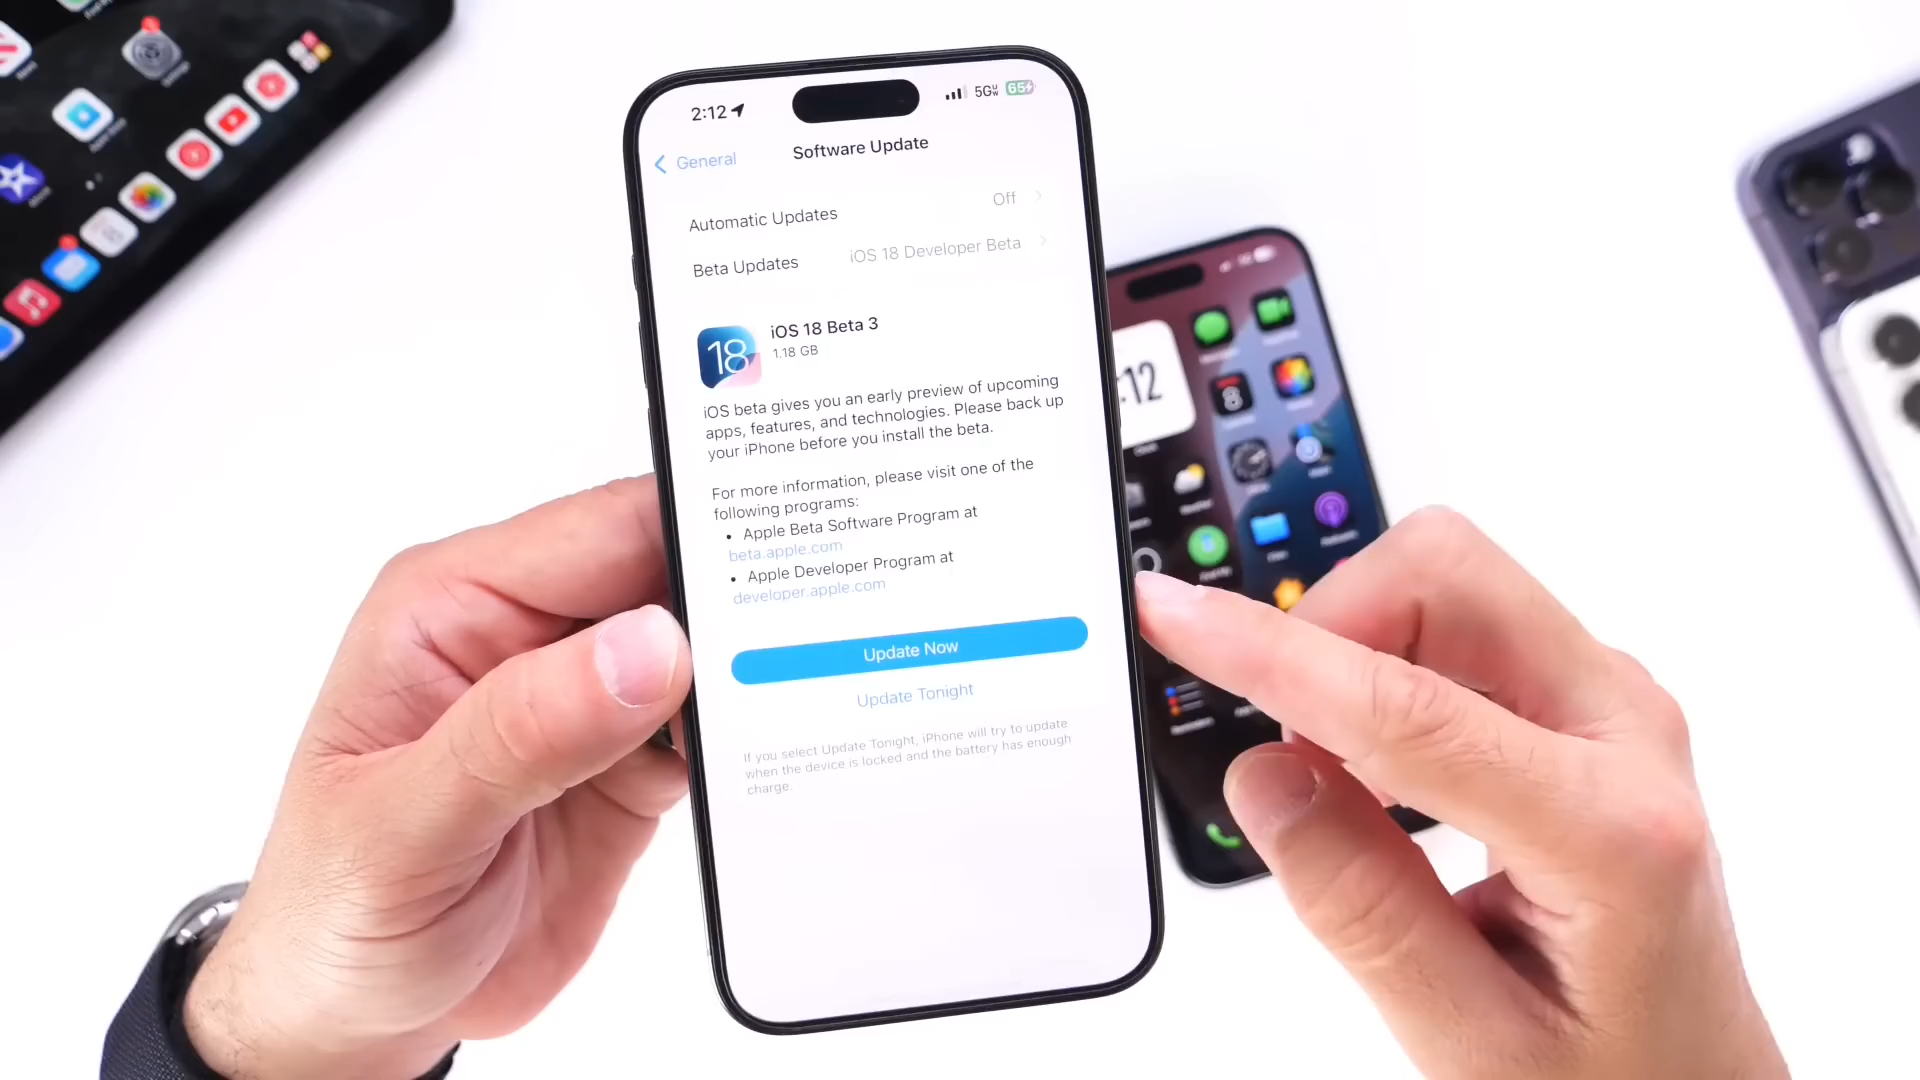 2:12
5G UW 65
General
Software Update
Automatic Updates Off
Beta Updates iOS 18 Developer Beta
18
iOS 18 Beta 3
1.18 GB
iOS beta gives you an early preview of upcoming
apps, features, and technologies. Please back up
your iPhone before you install the beta.
For more information, please visit one of the
following programs:
• Apple Beta Software Program at
beta.apple.com
• Apple Developer Program at
developer.apple.com
Update Now
Update Tonight
If you select Update Tonight, iPhone will try to update
when the device is locked and the battery has enough
charge.
:12
8